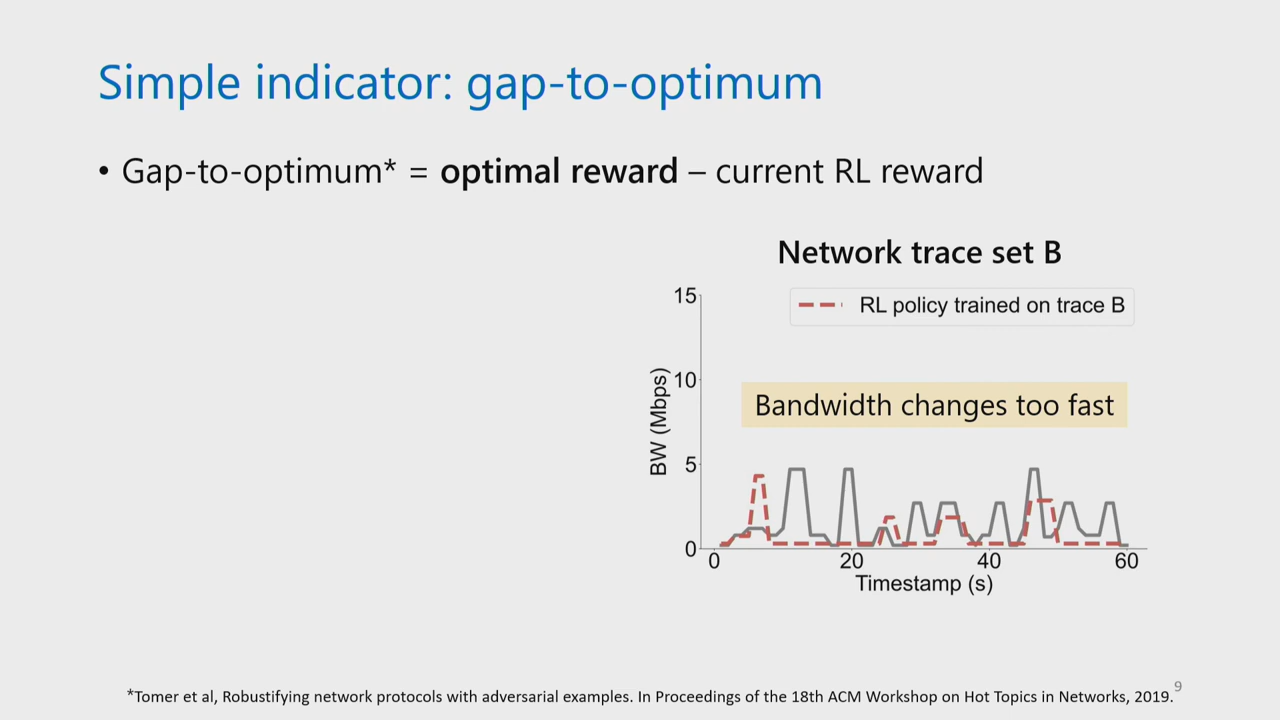 Simple indicator: gap-to-optimum
• Gap-to-optimum* = optimal reward – current RL reward
Network trace set B
RL policy trained on trace B
Bandwidth changes too fast
BW (Mbps)
15
10
5
0
0 20 40 60
Timestamp (s)
*Tomer et al, Robustifying network protocols with adversarial examples. In Proceedings of the 18th ACM Workshop on Hot Topics in Networks, 2019.
9